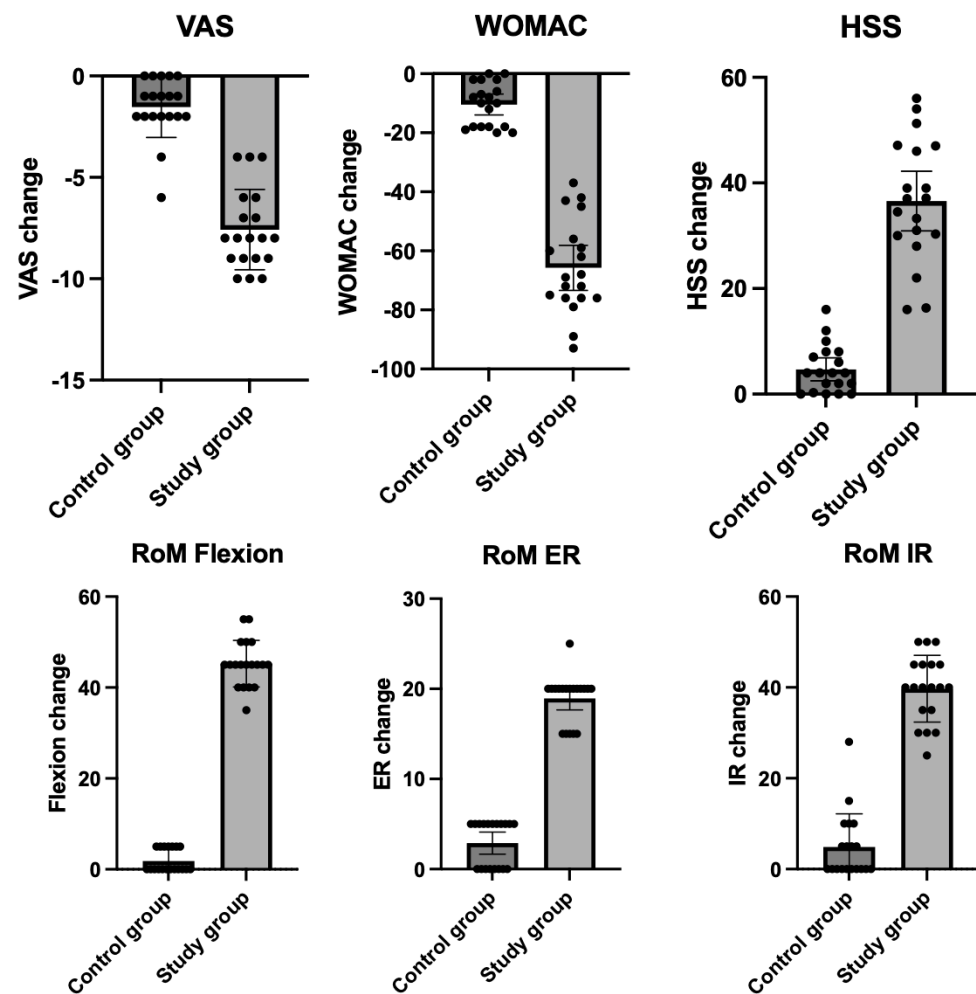 VAS
WOMAC
HSS
VAS change
0
-5
-10
-15
Control group
Study group
WOMAC change
0
-20
-40
-60
-80
-100
Control group
Study group
HSS change
60
40
20
0
Control group
Study group
RoM Flexion
RoM ER
RoM IR
Flexion change
60
40
20
0
Control group
Study group
ER change
30
20
10
0
Control group
Study group
IR change
60
40
20
0
Control group
Study group